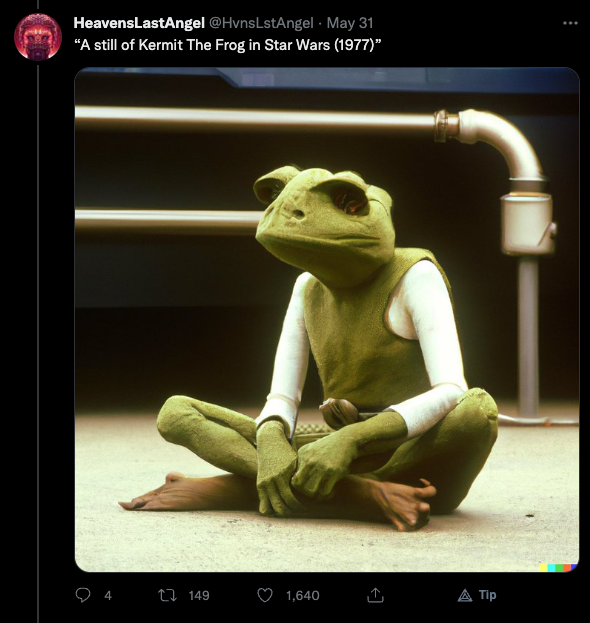 HeavensLastAngel @HvnsLstAngel · May 31
“A still of Kermit The Frog in Star Wars (1977)”
4 149 1,640 Tip